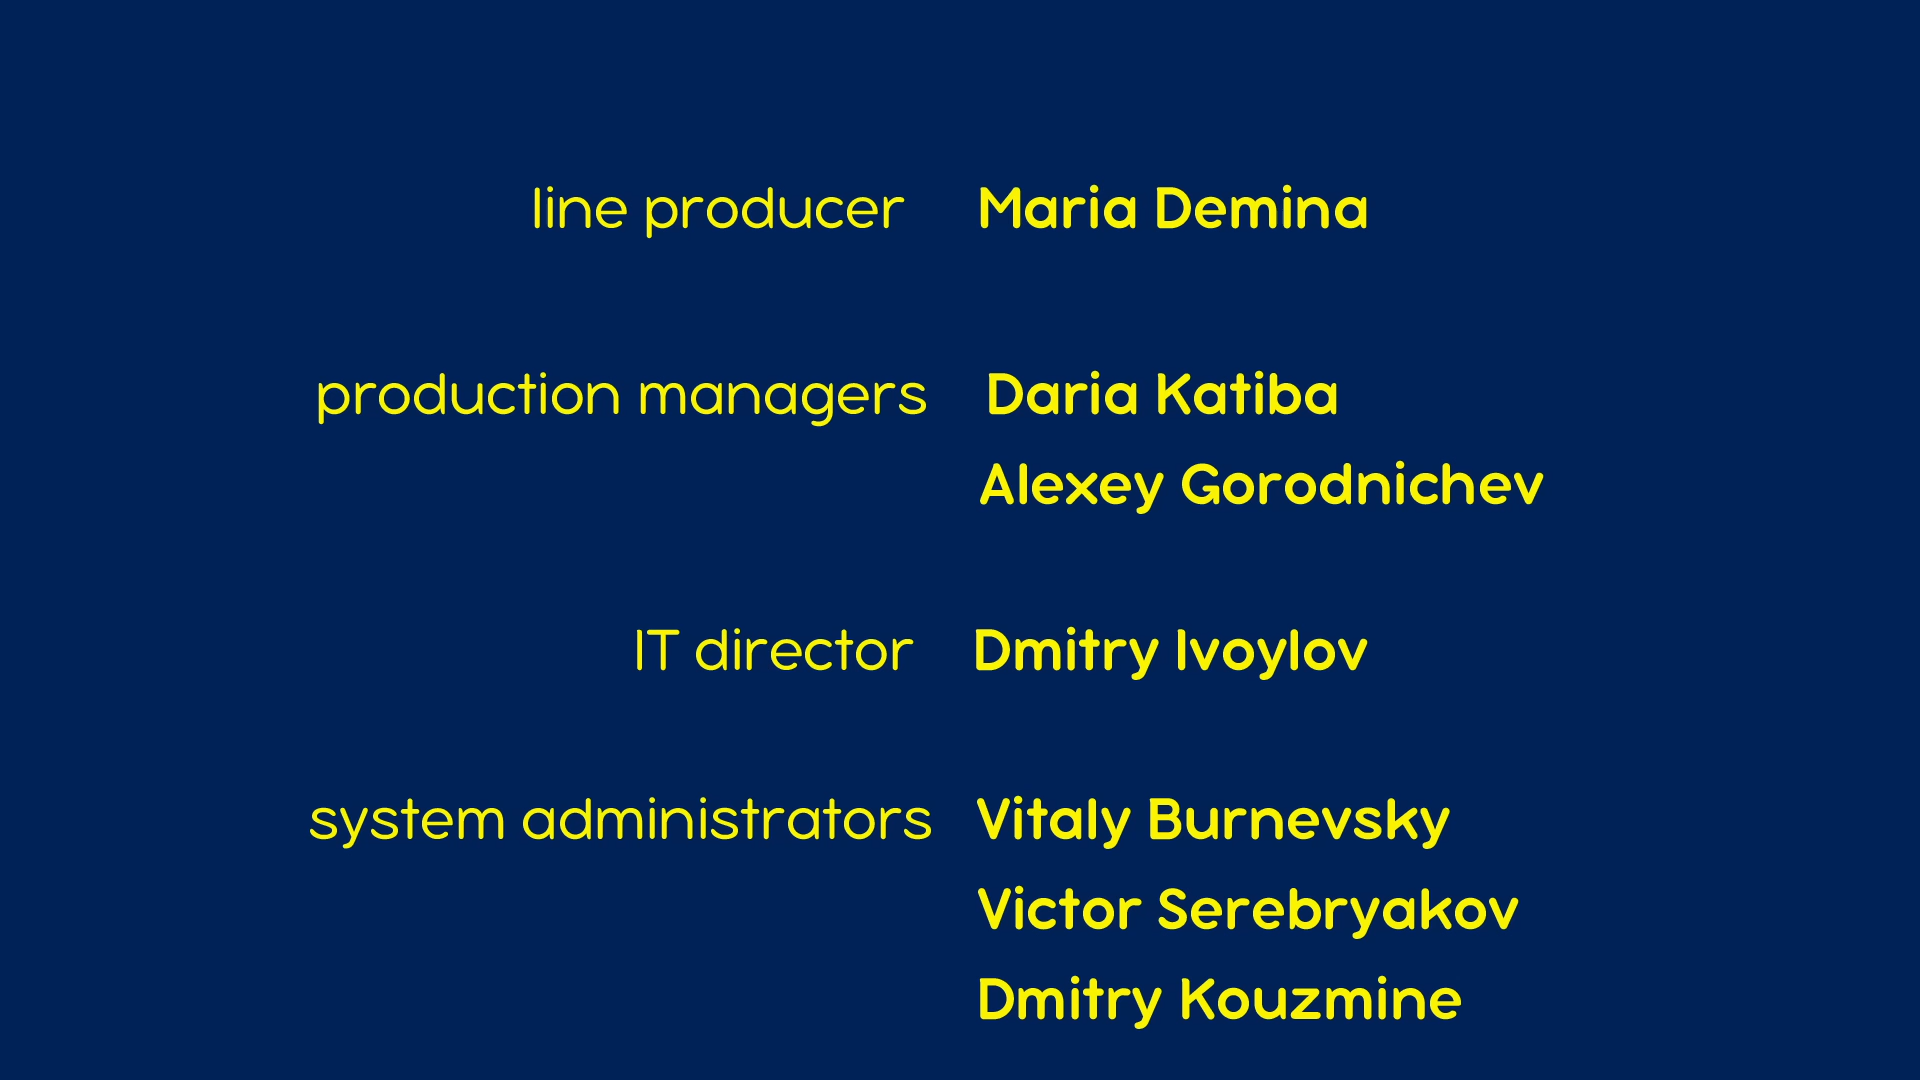 line producer Maria Demina
production managers Daria Katiba
Alexey Gorodnichev
IT director Dmitry Ivoylov
system administrators Vitaly Burnevsky
Victor Serebryakov
Dmitry Kouzmine